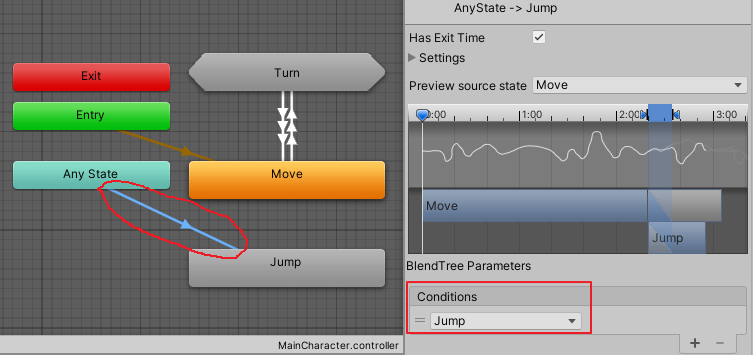 Exit
Entry
Any State
Turn
Move
Jump
MainCharacter.controller
AnyState -> Jump
Has Exit Time
Settings
Preview source state Move
0:00 1:00 2:00 3:00
Move
Jump
BlendTree Parameters
Conditions
= Jump
+ −